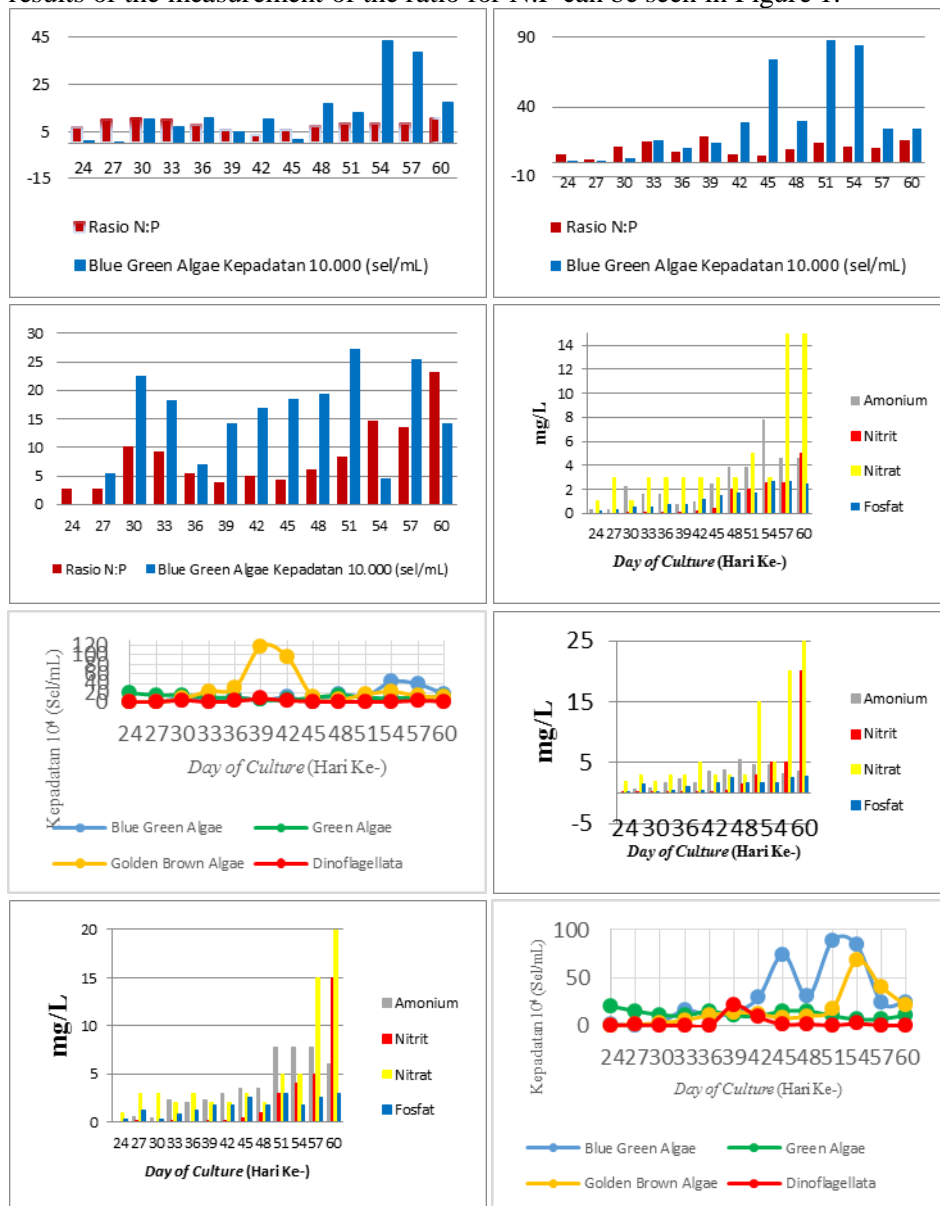 results of the measurement of the ratio for N:P can be seen in Figure 1.
45
25
5
-15
24 27 30 33 36 39 42 45 48 51 54 57 60
Rasio N:P
Blue Green Algae Kepadatan 10.000 (sel/mL)
90
40
-10
24 27 30 33 36 39 42 45 48 51 54 57 60
Rasio N:P
Blue Green Algae Kepadatan 10.000 (sel/mL)
30
25
20
15
10
5
0
24 27 30 33 36 39 42 45 48 51 54 57 60
Rasio N:P Blue Green Algae Kepadatan 10.000 (sel/mL)
mg/L
14
12
10
8
6
4
2
0
24 27 30 33 36 39 42 45 48 51 54 57 60
Day of Culture (Hari Ke-)
Amonium
Nitrit
Nitrat
Fosfat
Kepadatan 10⁴ (Sel/mL)
120
100
80
60
40
20
0
24 27 30 33 36 39 42 45 48 51 54 57 60
Day of Culture (Hari Ke-)
Blue Green Algae Green Algae
Golden Brown Algae Dinoflagellata
mg/L
25
15
5
-5
24 30 36 42 48 54 60
Day of Culture (Hari Ke-)
Amonium
Nitrit
Nitrat
Fosfat
mg/L
20
15
10
5
0
24 27 30 33 36 39 42 45 48 51 54 57 60
Day of Culture (Hari Ke-)
Amonium
Nitrit
Nitrat
Fosfat
Kepadatan 10⁴ (Sel/mL)
100
50
0
24 27 30 33 36 39 42 45 48 51 54 57 60
Day of Culture (Hari Ke-)
Blue Green Algae Green Algae
Golden Brown Algae Dinoflagellata